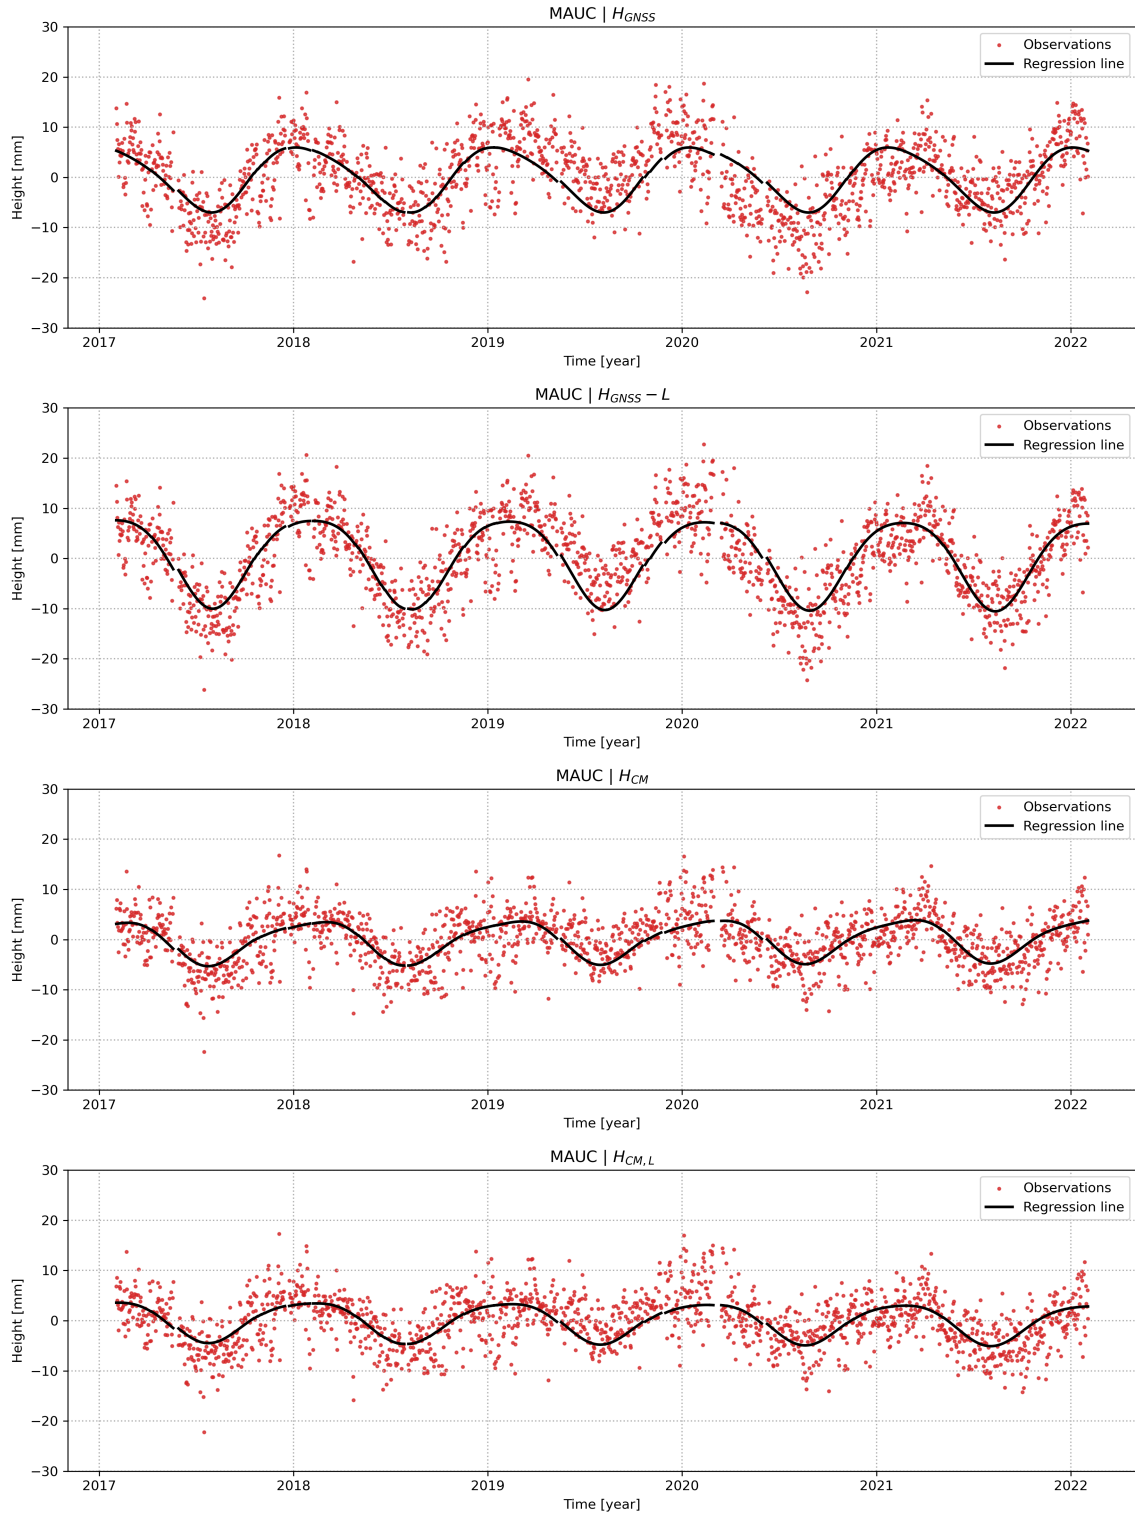 MAUC | H_GNSS
30
20
10
0
−10
−20
−30
Height [mm]
Observations
Regression line
2017 2018 2019 2020 2021 2022
Time [year]
MAUC | H_GNSS − L
30
20
10
0
−10
−20
−30
Height [mm]
Observations
Regression line
2017 2018 2019 2020 2021 2022
Time [year]
MAUC | H_CM
30
20
10
0
−10
−20
−30
Height [mm]
Observations
Regression line
2017 2018 2019 2020 2021 2022
Time [year]
MAUC | H_CM, L
30
20
10
0
−10
−20
−30
Height [mm]
Observations
Regression line
2017 2018 2019 2020 2021 2022
Time [year]